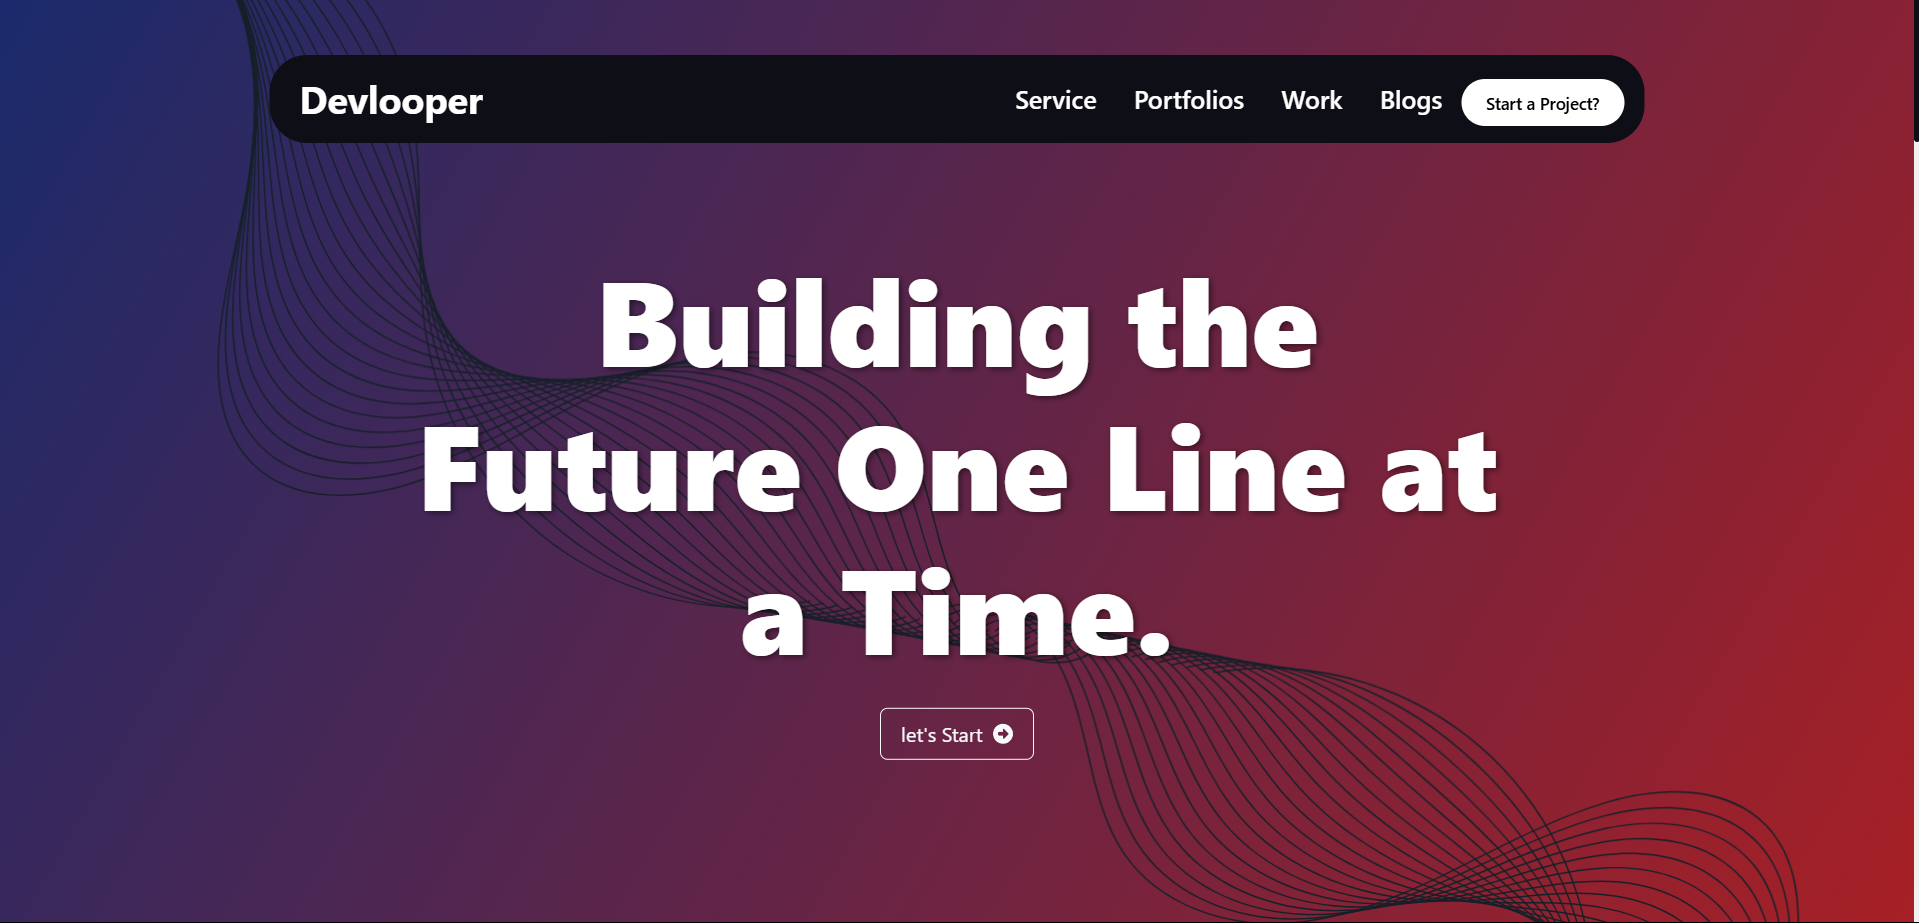 Devlooper
Service Portfolios Work Blogs Start a Project?
Building the
Future One Line at
a Time.
let's Start